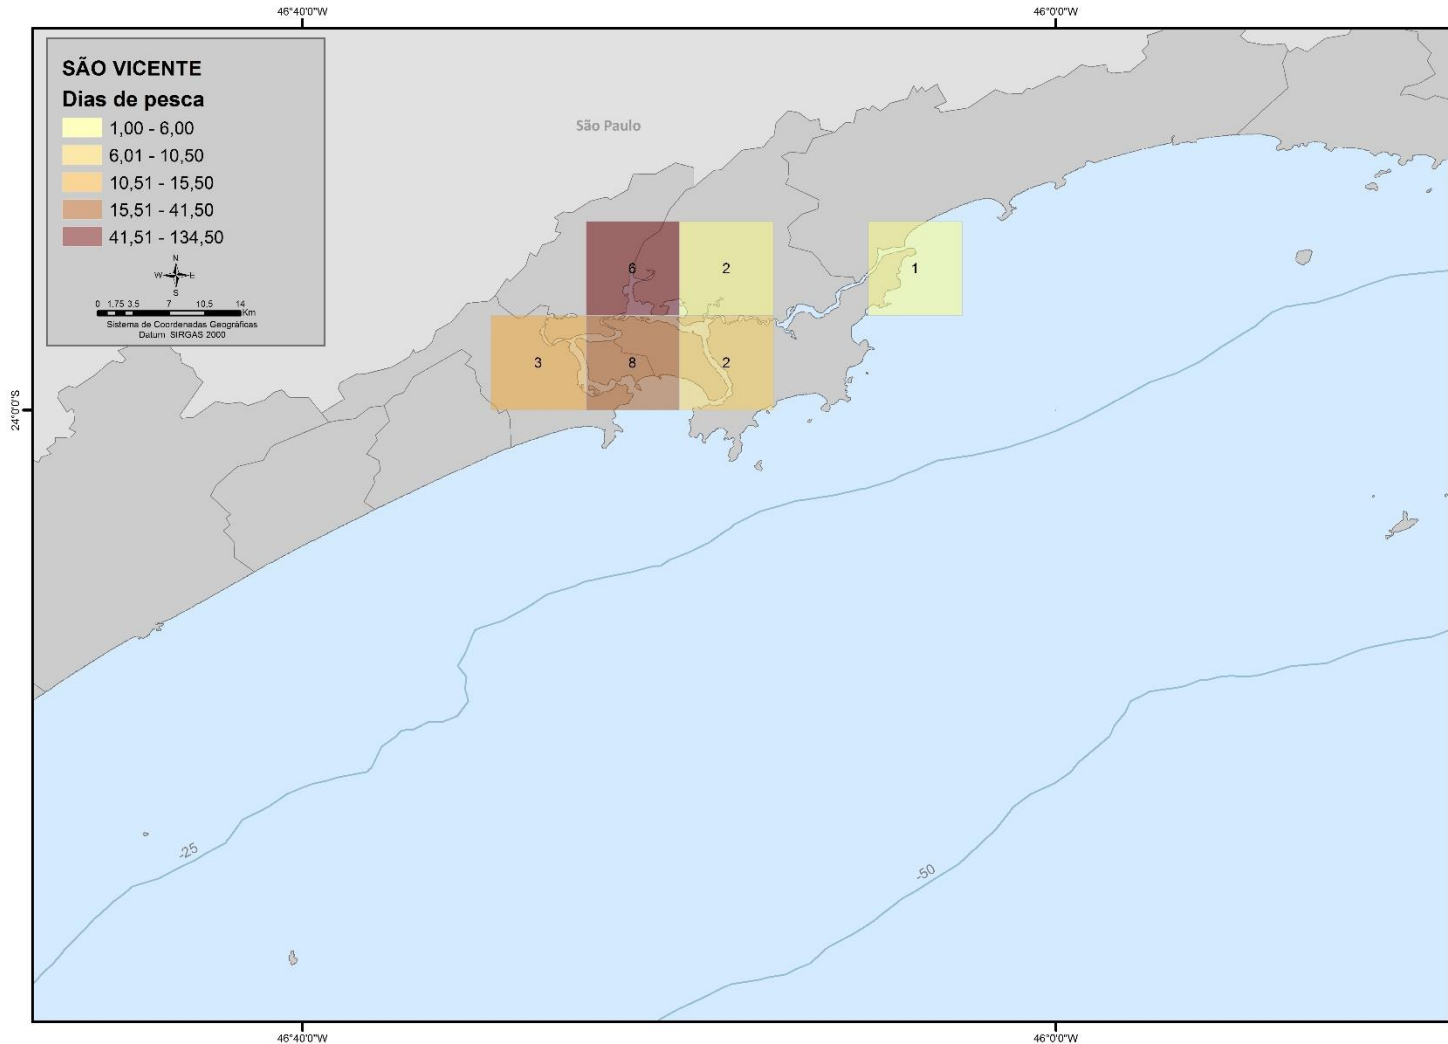 46°40'0"W 46°0'0"W
SÃO VICENTE
Dias de pesca
1,00 - 6,00
6,01 - 10,50
10,51 - 15,50
15,51 - 41,50
41,51 - 134,50
N
W E
S
0 1.75 3.5 7 10.5 14
Km
Sistema de Coordenadas Geográficas
Datum SIRGAS 2000
São Paulo
6 2 1
3 8 2
24°0'0"S
-25
-50
46°40'0"W 46°0'0"W